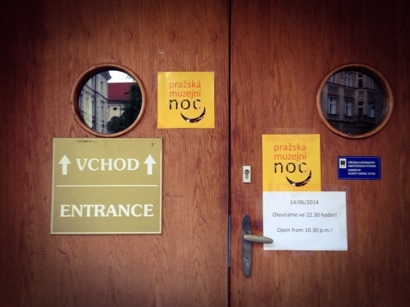 pražská
muzejní
noc
↑ VCHOD ↑
ENTRANCE
pražská
muzejní
noc
14/06/2014
Otevíráme ve 22.30 hodin!
Open from 10.30 p.m.!